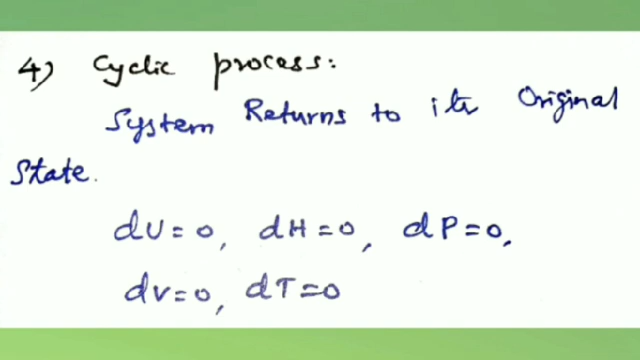 4) Cyclic process:
System Returns to its Original
State.
dU = 0, dH = 0, dP = 0,
dV = 0, dT = 0